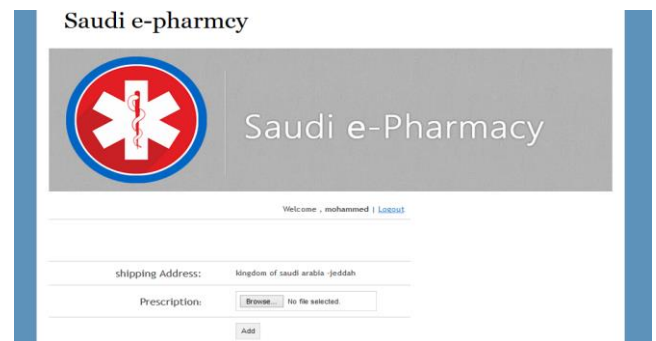 Saudi e-pharmcy
Saudi e-Pharmacy
Welcome , mohammed | Logout
shipping Address: kingdom of saudi arabia -jeddah
Prescription: Browse... No file selected.
Add